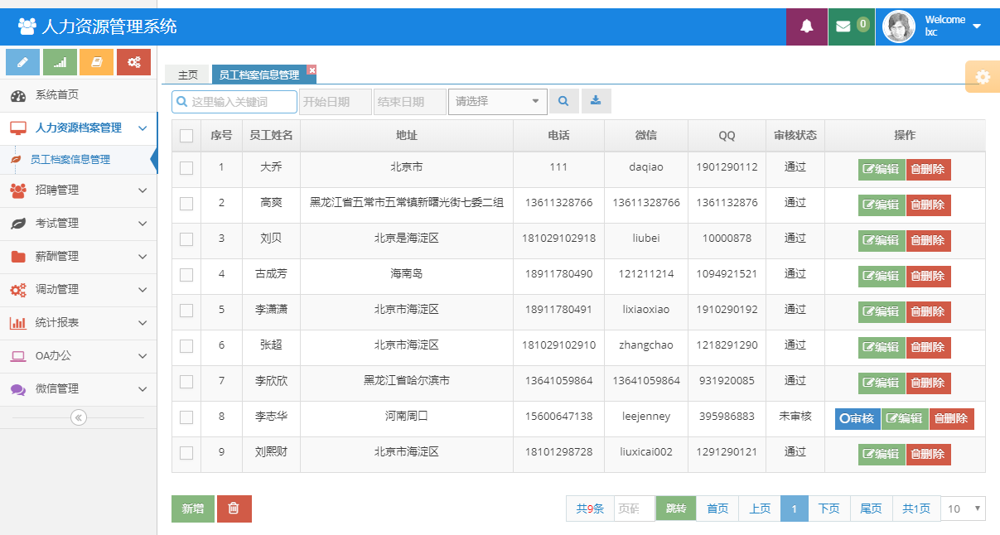 人力资源管理系统
0
Welcome
lxc
主页 员工档案信息管理
系统首页
人力资源档案管理
员工档案信息管理
招聘管理
考试管理
薪酬管理
调动管理
统计报表
OA办公
微信管理
这里输入关键词 开始日期 结束日期 请选择
序号 员工姓名 地址 电话 微信 QQ 审核状态 操作
1 大乔 北京市 111 daqiao 1901290112 通过 编辑 删除
2 高爽 黑龙江省五常市五常镇新曙光街七委二组 13611328766 13611328766 1361132876 通过 编辑 删除
3 刘贝 北京是海淀区 181029102918 liubei 10000878 通过 编辑 删除
4 古成芳 海南岛 18911780490 121211214 1094921521 通过 编辑 删除
5 李潇潇 北京市海淀区 18911780491 lixiaoxiao 1910290192 通过 编辑 删除
6 张超 北京市海淀区 181029102910 zhangchao 1218291290 通过 编辑 删除
7 李欣欣 黑龙江省哈尔滨市 13641059864 13641059864 931920085 通过 编辑 删除
8 李志华 河南周口 15600647138 leejenney 395986883 未审核 审核 编辑 删除
9 刘熙财 北京市海淀区 18101298728 liuxicai002 1291290121 通过 编辑 删除
新增 共9条 页码 跳转 首页 上页 1 下页 尾页 共1页 10